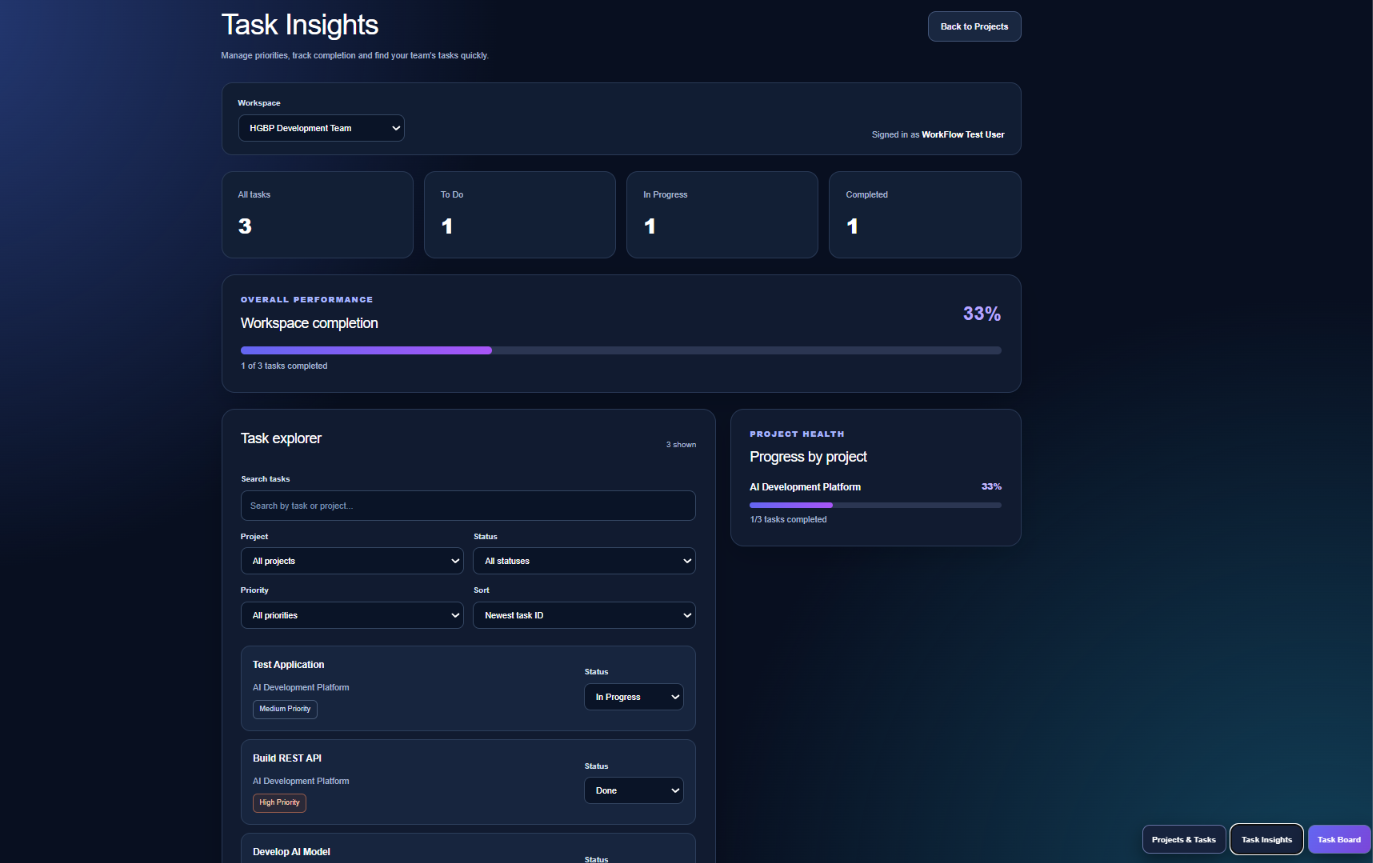 Task Insights
Back to Projects
Manage priorities, track completion and find your team's tasks quickly.
Workspace
HGBP Development Team
Signed in as WorkFlow Test User
All tasks
3
To Do
1
In Progress
1
Completed
1
OVERALL PERFORMANCE
Workspace completion
33%
1 of 3 tasks completed
Task explorer
3 shown
Search tasks
Search by task or project...
Project
All projects
Status
All statuses
Priority
All priorities
Sort
Newest task ID
Test Application
AI Development Platform
Medium Priority
Status
In Progress
Build REST API
AI Development Platform
High Priority
Status
Done
Develop AI Model
Status
PROJECT HEALTH
Progress by project
AI Development Platform
33%
1/3 tasks completed
Projects & Tasks
Task Insights
Task Board